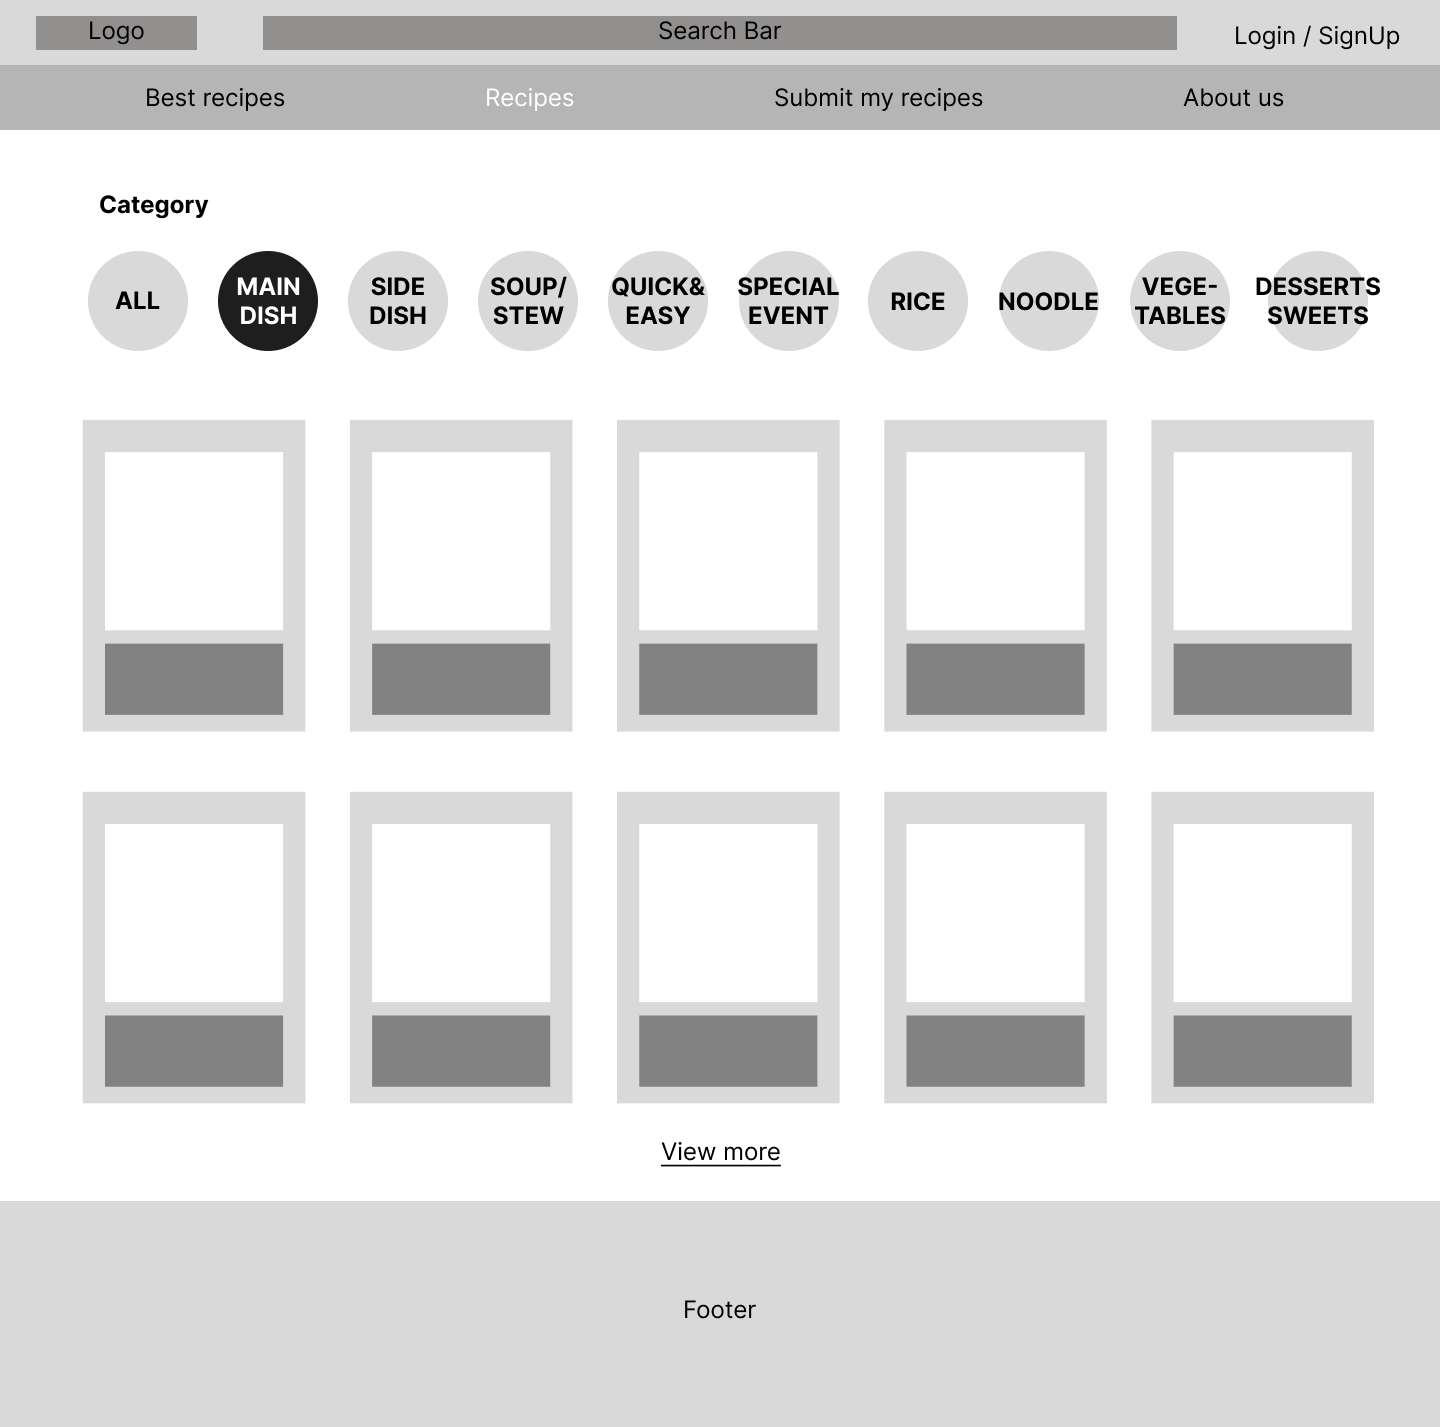 Logo
Search Bar
Login / SignUp
Best recipes
Recipes
Submit my recipes
About us
Category
ALL
MAIN
DISH
SIDE
DISH
SOUP/
STEW
QUICK&
EASY
SPECIAL
EVENT
RICE
NOODLE
VEGE-
TABLES
DESSERTS
SWEETS
View more
Footer